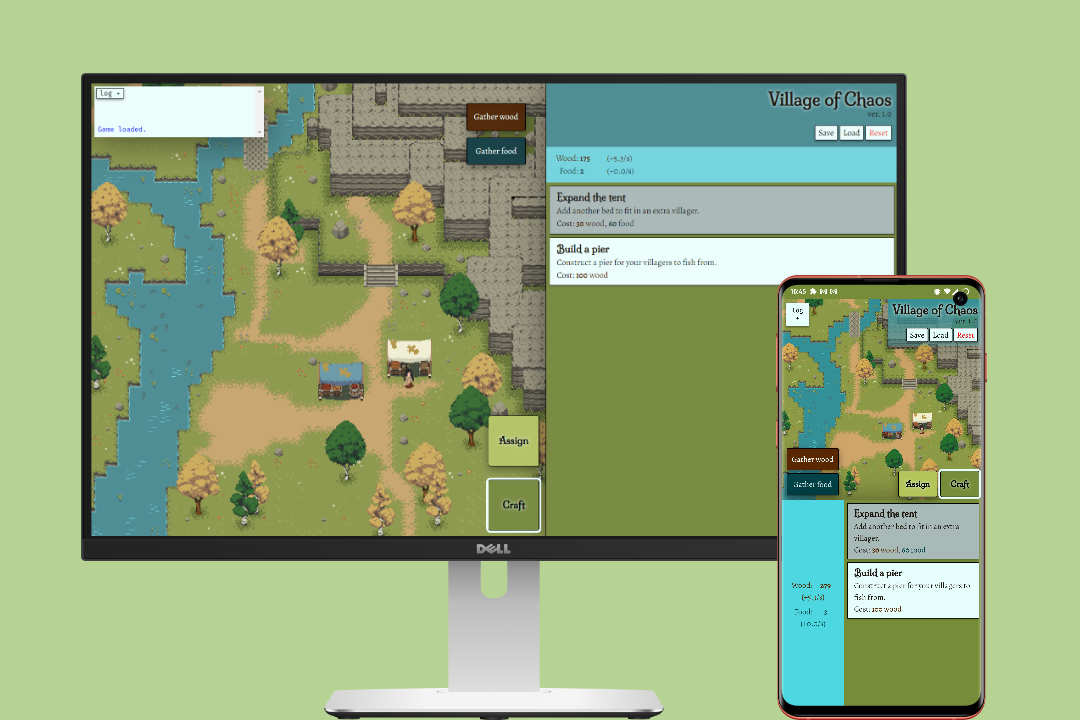 log
Game loaded.
Gather wood
Gather food
Assign
Craft
Village of Chaos
ver. 1.0
Save Load Reset
Wood: 175 (+5.3/s)
Food: 2 (+0.0/s)
Expand the tent
Add another bed to fit in an extra villager.
Cost: 30 wood, 60 food
Build a pier
Construct a pier for your villagers to fish from.
Cost: 100 wood
DELL
16:45
log
Village of Chaos
Save Load Reset
Gather wood
Gather food
Assign Craft
Expand the tent
Add another bed to fit in an extra
villager.
Cost: 30 wood, 60 food
Build a pier
Construct a pier for your villagers to
fish from.
Cost: 100 wood
Wood: 279
(+5.3/s)
Food: 3
(+0.0/s)